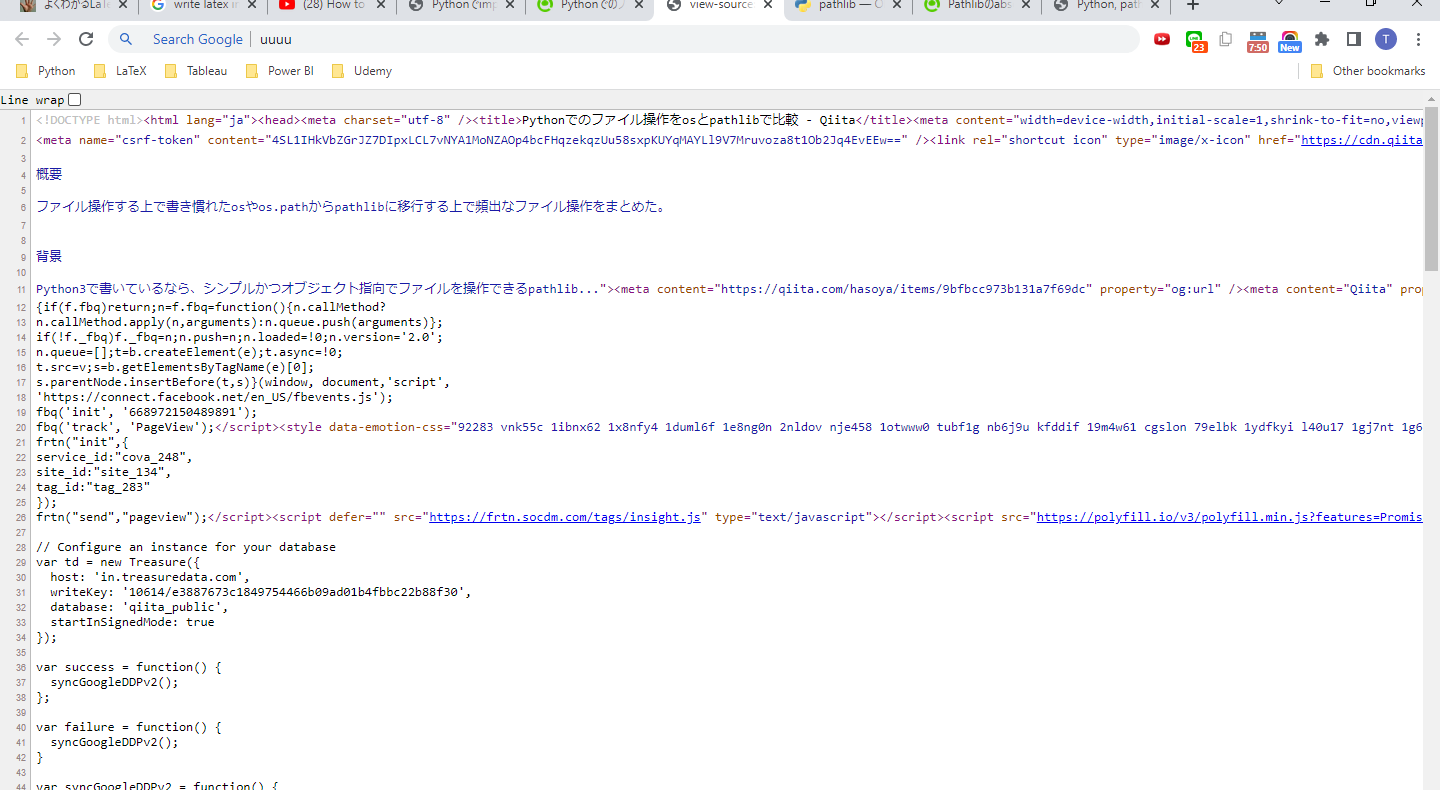 よくわかるLaTe
write latex in
(28) How to
Pythonでimp
Pythonでのフ
view-source
pathlib — O
Pathlibのabs
Python, path
Search Google uuuu
23
7:50
New
T
Python LaTeX Tableau Power BI Udemy Other bookmarks
Line wrap
1 <!DOCTYPE html><html lang="ja"><head><meta charset="utf-8" /><title>Pythonでのファイル操作をosとpathlibで比較 - Qiita</title><meta content="width=device-width,initial-scale=1,shrink-to-fit=no,viewp
2 <meta name="csrf-token" content="4SL1IHkVbZGrJZ7DIpxLCL7vNYA1MoNZAOp4bcFHqzekqzUu58sxpKUYqMAYLl9V7Mruvoza8t1Ob2Jq4EvEEw==" /><link rel="shortcut icon" type="image/x-icon" href="https://cdn.qiita
3
4 概要
5
6 ファイル操作する上で書き慣れたosやos.pathからpathlibに移行する上で頻出なファイル操作をまとめた。
7
8
9 背景
10
11 Python3で書いているなら、シンプルかつオブジェクト指向でファイルを操作できるpathlib..."><meta content="https://qiita.com/hasoya/items/9bfbcc973b131a7f69dc" property="og:url" /><meta content="Qiita" prop
12 {if(f.fbq)return;n=f.fbq=function(){n.callMethod?
13 n.callMethod.apply(n,arguments):n.queue.push(arguments)};
14 if(!f._fbq)f._fbq=n;n.push=n;n.loaded=!0;n.version='2.0';
15 n.queue=[];t=b.createElement(e);t.async=!0;
16 t.src=v;s=b.getElementsByTagName(e)[0];
17 s.parentNode.insertBefore(t,s)}(window, document,'script',
18 'https://connect.facebook.net/en_US/fbevents.js');
19 fbq('init', '668972150489891');
20 fbq('track', 'PageView');</script><style data-emotion-css="92283 vnk55c 1ibnx62 1x8nfy4 1duml6f 1e8ng0n 2nldov nje458 1otwww0 tubf1g nb6j9u kfddif 19m4w61 cgslon 79elbk 1ydfkyi l40u17 1gj7nt 1g6
21 frtn("init",{
22 service_id:"cova_248",
23 site_id:"site_134",
24 tag_id:"tag_283"
25 });
26 frtn("send","pageview");</script><script defer="" src="https://frtn.socdm.com/tags/insight.js" type="text/javascript"></script><script src="https://polyfill.io/v3/polyfill.min.js?features=Promis
27
28 // Configure an instance for your database
29 var td = new Treasure({
30 host: 'in.treasuredata.com',
31 writeKey: '10614/e3887673c1849754466b09ad01b4fbbc22b88f30',
32 database: 'qiita_public',
33 startInSignedMode: true
34 });
35
36 var success = function() {
37 syncGoogleDDPv2();
38 };
39
40 var failure = function() {
41 syncGoogleDDPv2();
42 }
43
44 var syncGoogleDDPv2 = function() {